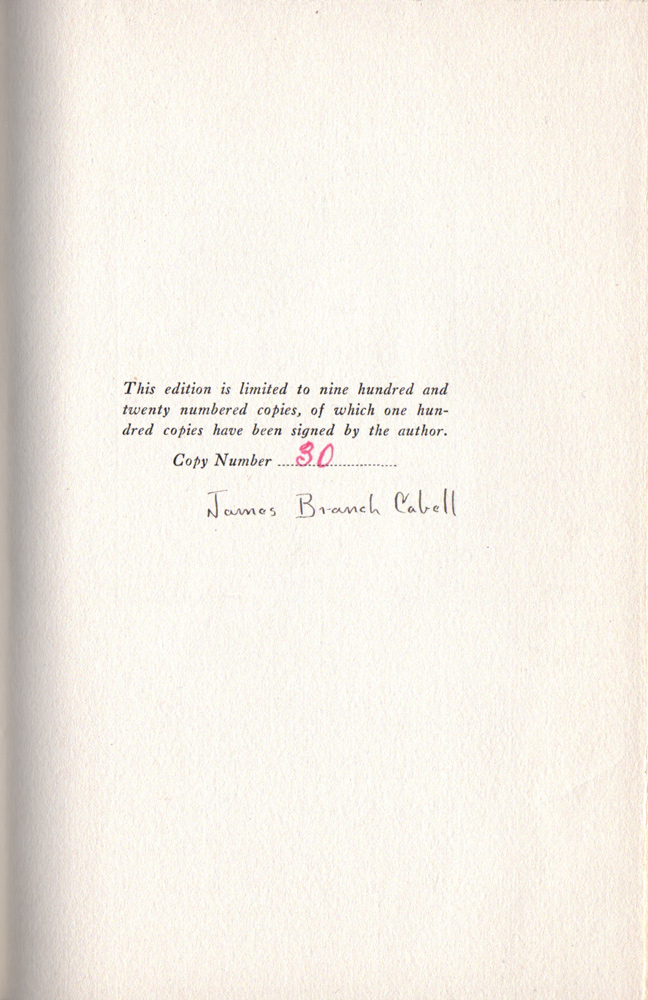 This edition is limited to nine hundred and
twenty numbered copies, of which one hun-
dred copies have been signed by the author.
Copy Number ....30................
James Branch Cabell